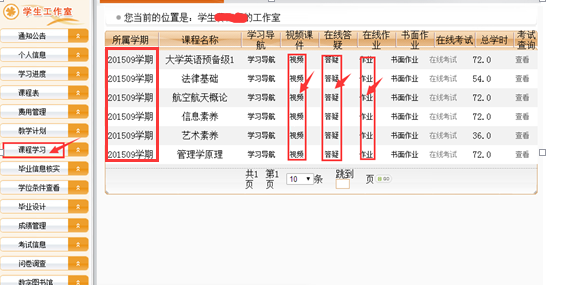 学生工作室
通知公告
个人信息
学习进度
课程表
费用管理
教学计划
课程学习
毕业信息核实
学位条件查看
毕业设计
成绩管理
考试信息
问卷调查
数字图书馆
您当前的位置是：学生 的工作室
所属学期 课程名称 学习导航 视频课件 在线答疑 在线作业 书面作业 在线考试 总学时 考试查询
201509学期 大学英语预备级1 学习导航 视频 答疑 作业 书面作业 在线考试 72.0 查看
201509学期 法律基础 学习导航 视频 答疑 作业 书面作业 在线考试 54.0 查看
201509学期 航空航天概论 学习导航 视频 答疑 作业 书面作业 在线考试 72.0 查看
201509学期 信息素养 学习导航 视频 答疑 作业 书面作业 在线考试 72.0 查看
201509学期 艺术素养 学习导航 视频 答疑 作业 书面作业 在线考试 36.0 查看
201509学期 管理学原理 学习导航 视频 答疑 作业 书面作业 在线考试 72.0 查看
共1页 第1页 10 条 跳到 页 GO